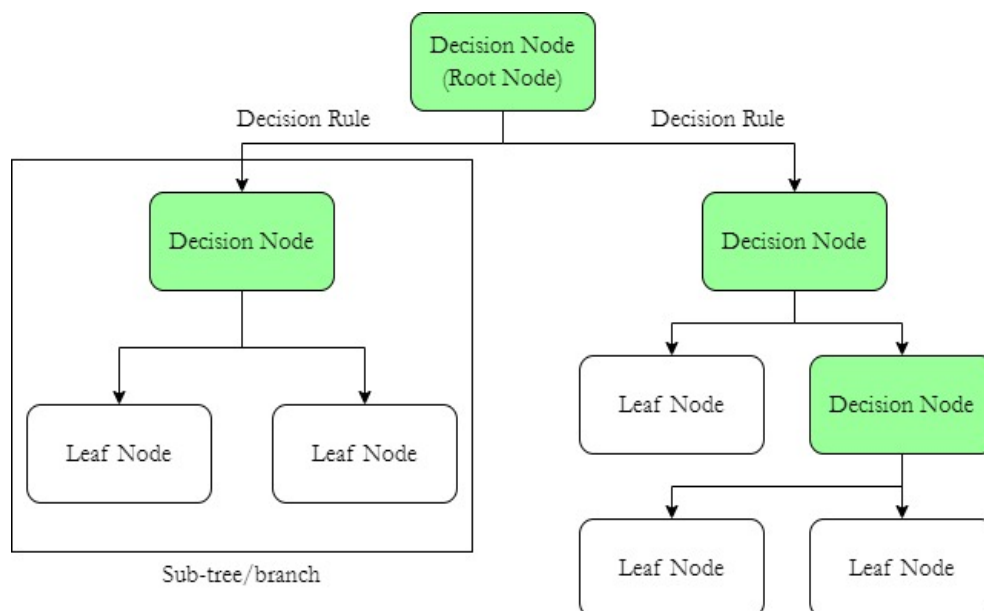 Decision Node
(Root Node)
Decision Rule
Decision Rule
Decision Node
Decision Node
Leaf Node
Decision Node
Leaf Node
Leaf Node
Leaf Node
Leaf Node
Sub-tree/branch